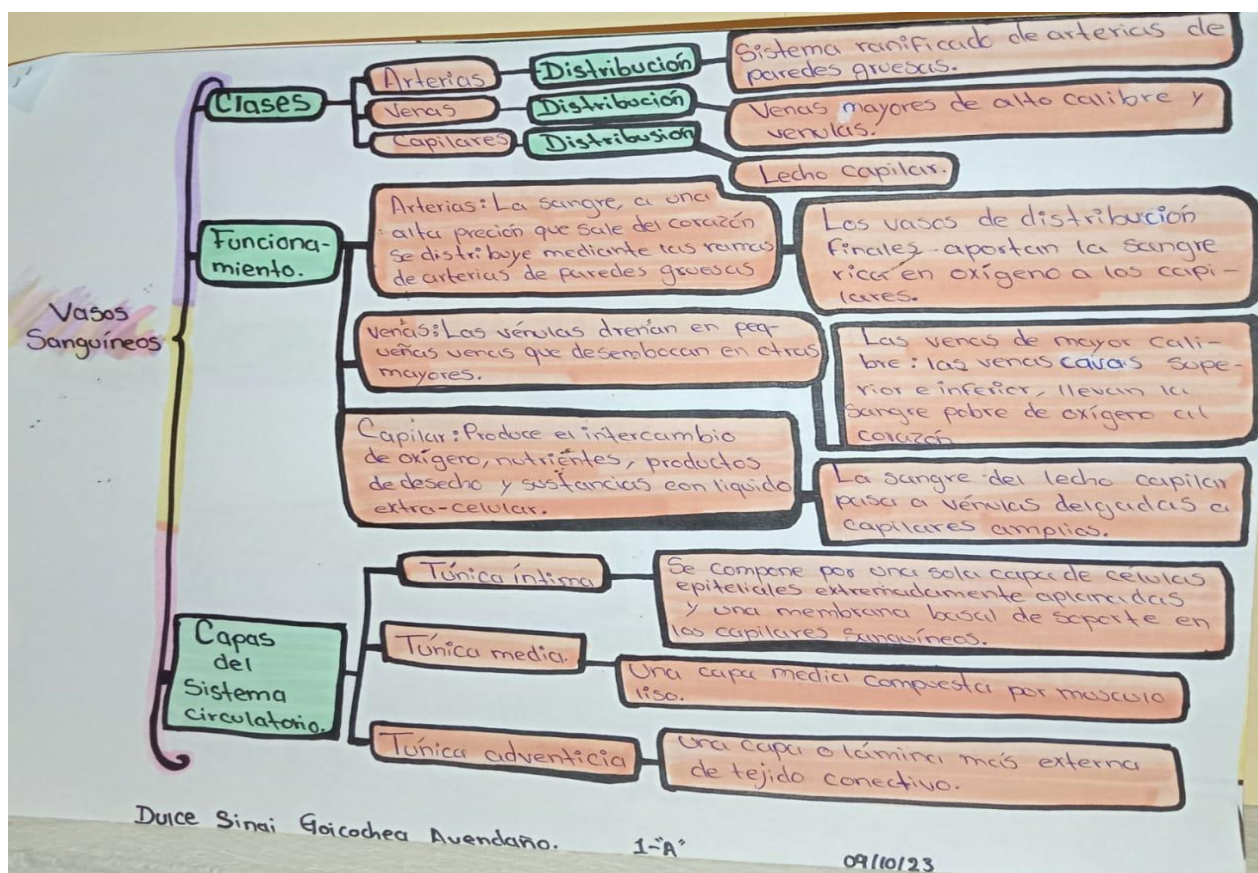 Vasos
Sanguíneos
Clases
Arterias
Distribución
Sistema ranificado de arterias de
paredes gruesas.
Venas
Distribución
Venas mayores de alto calibre y
venulas.
Capilares
Distribusión
Lecho capilar.
Funciona-
miento.
Arterias: La sangre, a una
alta preción que sale del corazón
se distribuye mediante las ramas
de arterias de paredes gruesas
Los vasos de distribución
finales aportan la sangre
rica en oxígeno a los capi-
lares.
venas: Las vénulas drenan en peq-
ueñas venas que desembocan en otras
mayores.
Las venas de mayor cali-
bre: las venas cavas supe-
rior e inferior, llevan la
sangre pobre de oxígeno al
corazón
Capilar: Produce el intercambio
de oxígeno, nutrientes, productos
de desecho y sustancias con liquido
extra-celular.
La sangre del lecho capilar
pasa a vénulas delgadas a
capilares amplios.
Capas
del
Sistema
circulatorio.
Túnica íntima
Se compone por una sola capa de células
epiteliales extremadamente aplanadas
y una membrana basal de soporte en
los capilares sanguíneos.
Túnica media.
Una capa media compuesta por musculo
liso.
Túnica adventicia
Una capa o lámina más externa
de tejido conectivo.
Dulce Sinai Goicochea Avendaño.
1-"A"
09/10/23